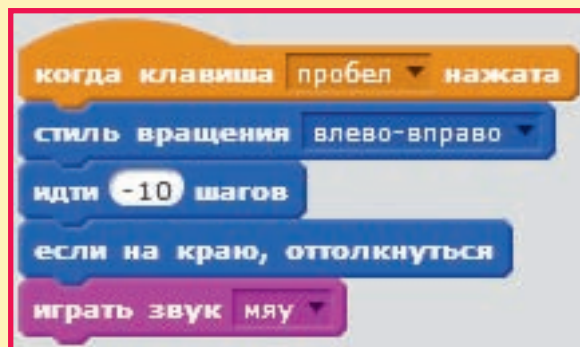 когда клавиша пробел нажата
стиль вращения влево-вправо
идти -10 шагов
если на краю, оттолкнуться
играть звук мяу